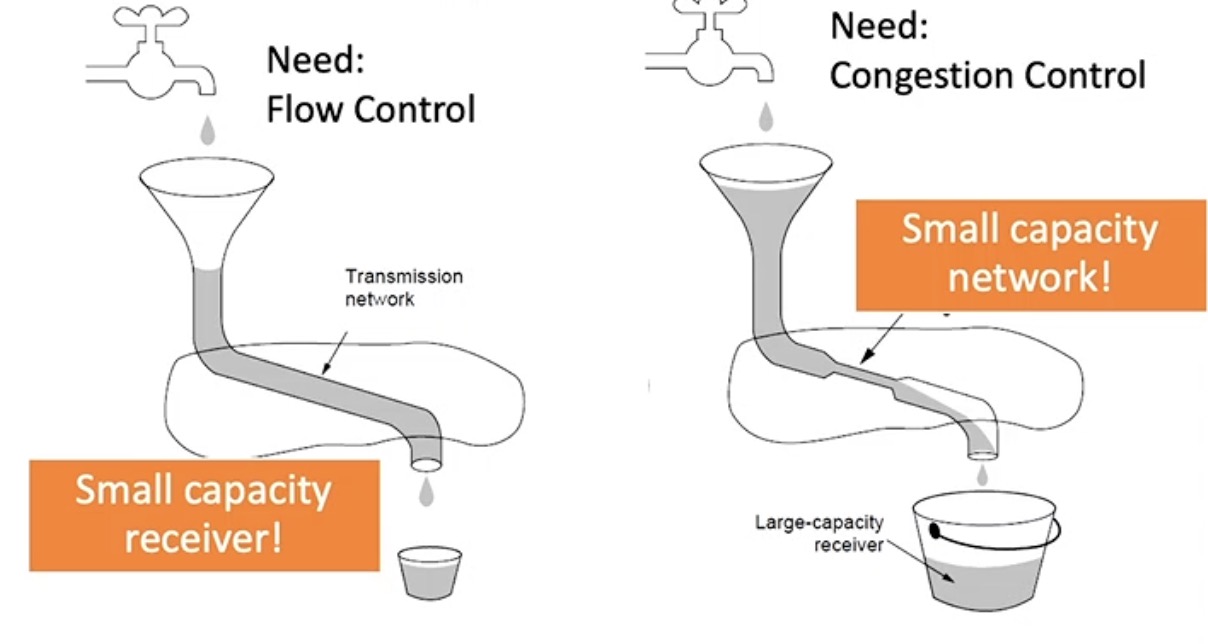 Need:
Flow Control
Transmission
network
Small capacity
receiver!
Need:
Congestion Control
Small capacity
network!
Large-capacity
receiver